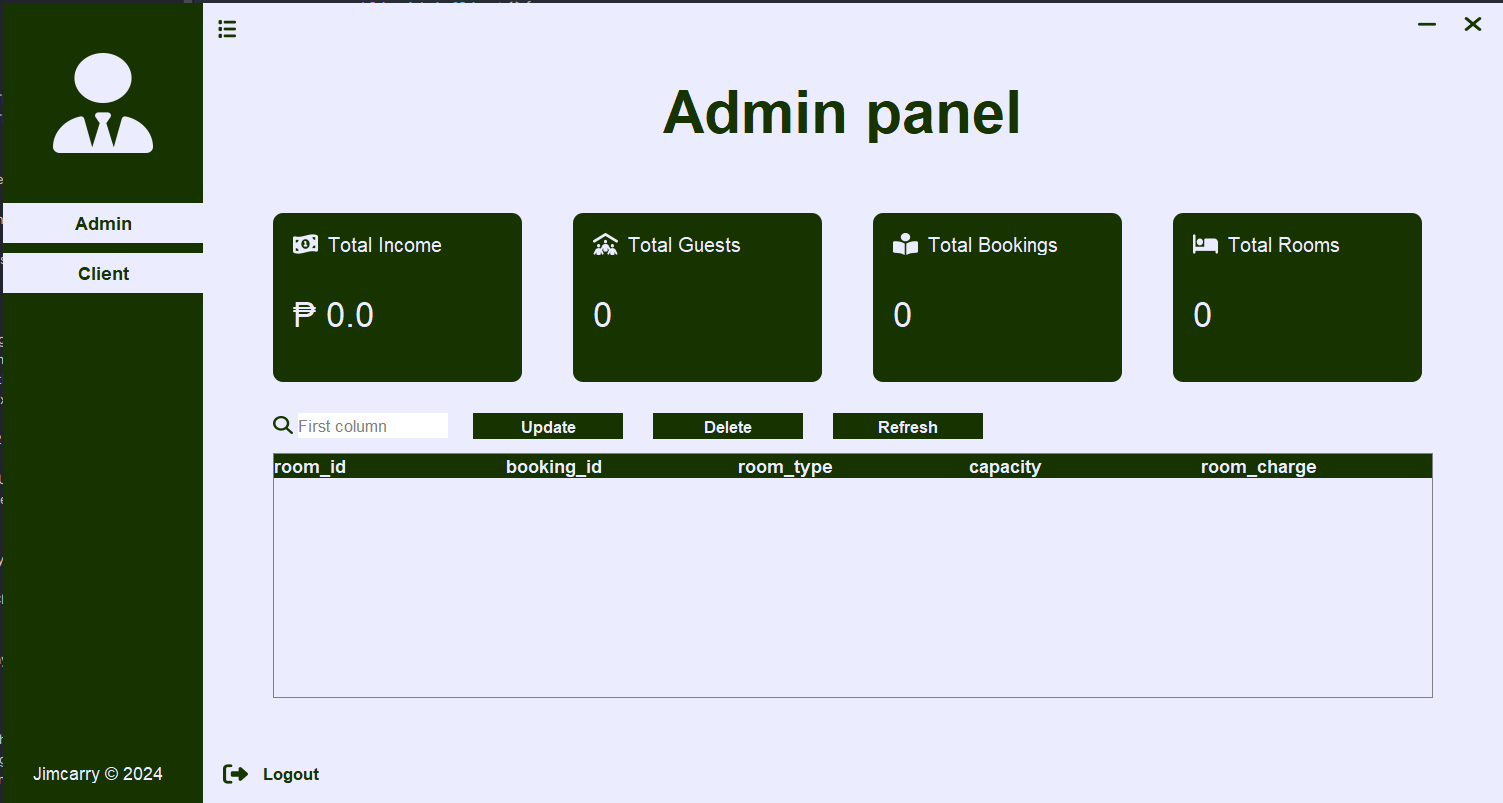 Admin panel
Admin
Client
Total Income
₱ 0.0
Total Guests
0
Total Bookings
0
Total Rooms
0
First column
Update
Delete
Refresh
room_id booking_id room_type capacity room_charge
Jimcarry © 2024
Logout